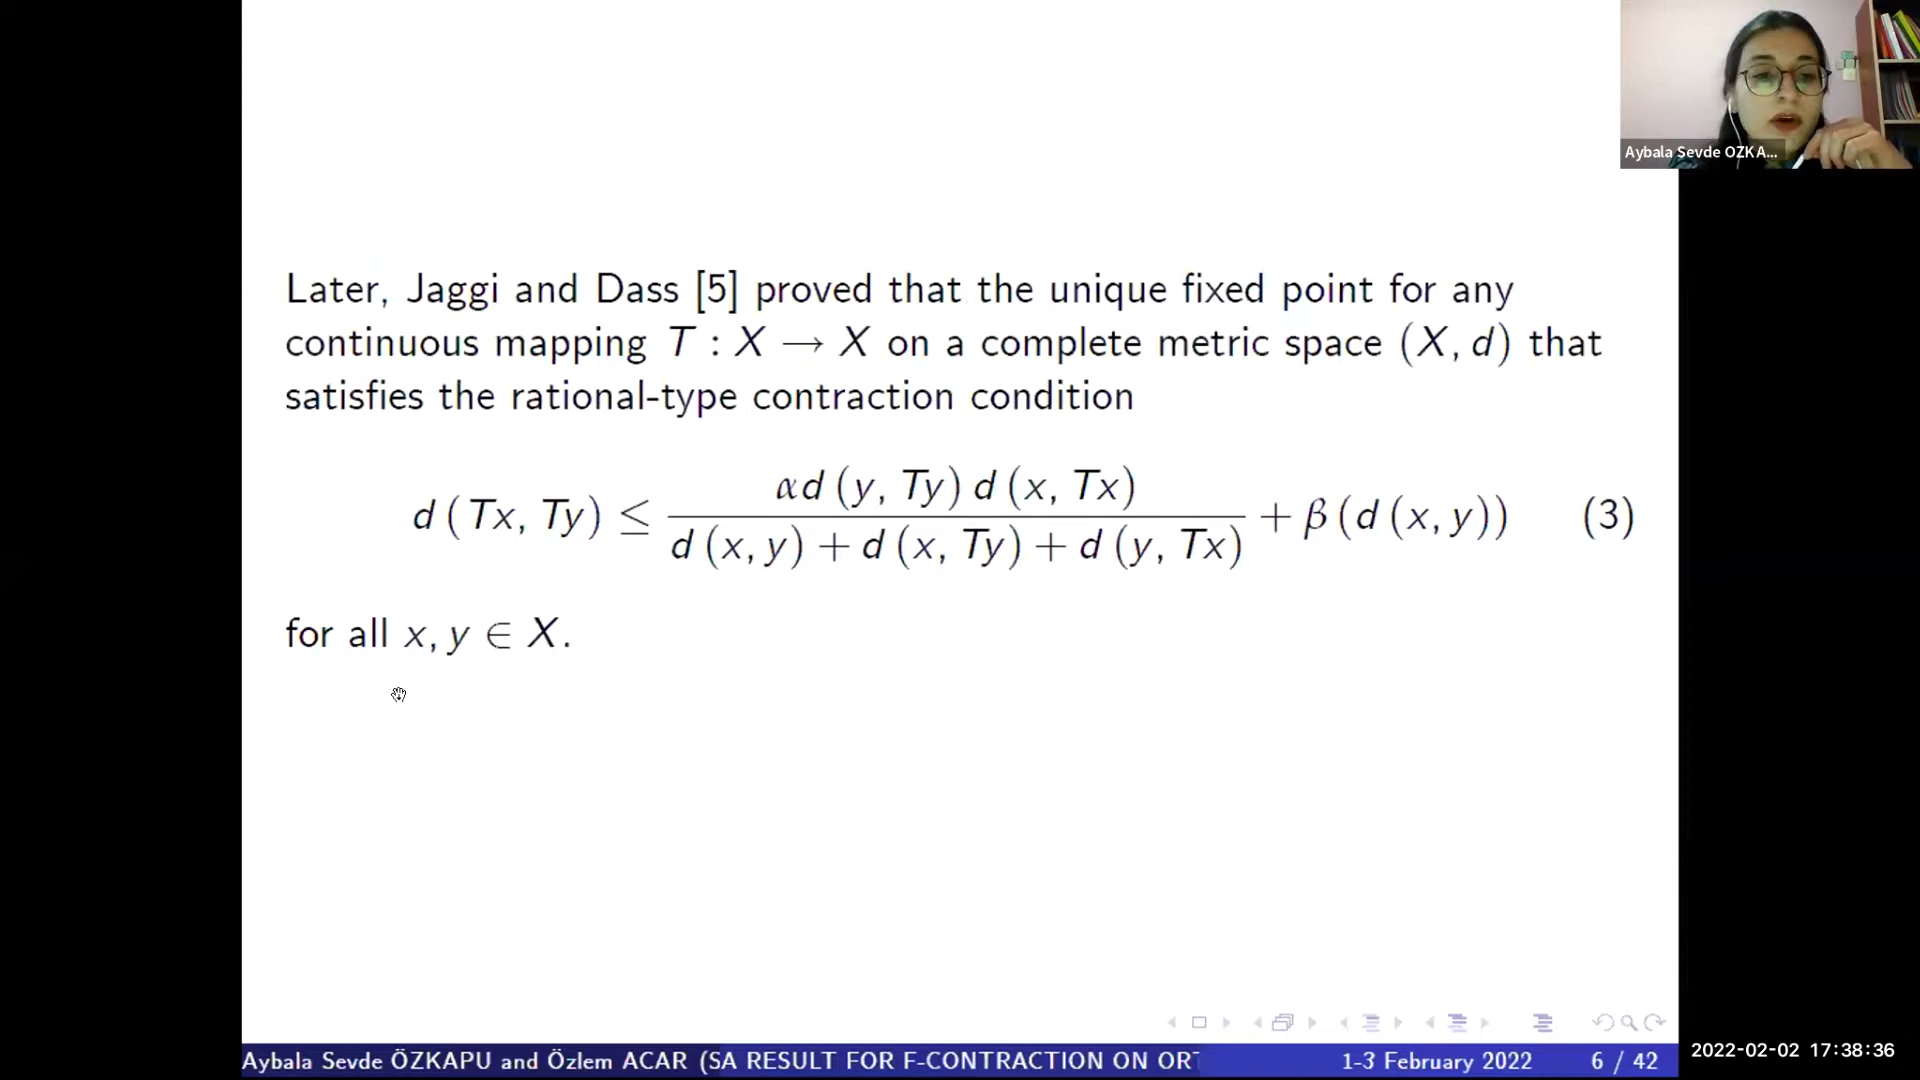 Aybala Sevde OZKA...
Later, Jaggi and Dass [5] proved that the unique fixed point for any
continuous mapping T : X → X on a complete metric space (X, d) that
satisfies the rational-type contraction condition
d (Tx, Ty) ≤ αd (y, Ty) d (x, Tx) / d (x, y) + d (x, Ty) + d (y, Tx) + β (d (x, y)) (3)
for all x, y ∈ X.
Aybala Sevde ÖZKAPU and Özlem ACAR (SA RESULT FOR F-CONTRACTION ON ORT 1-3 February 2022 6 / 42
2022-02-02 17:38:36